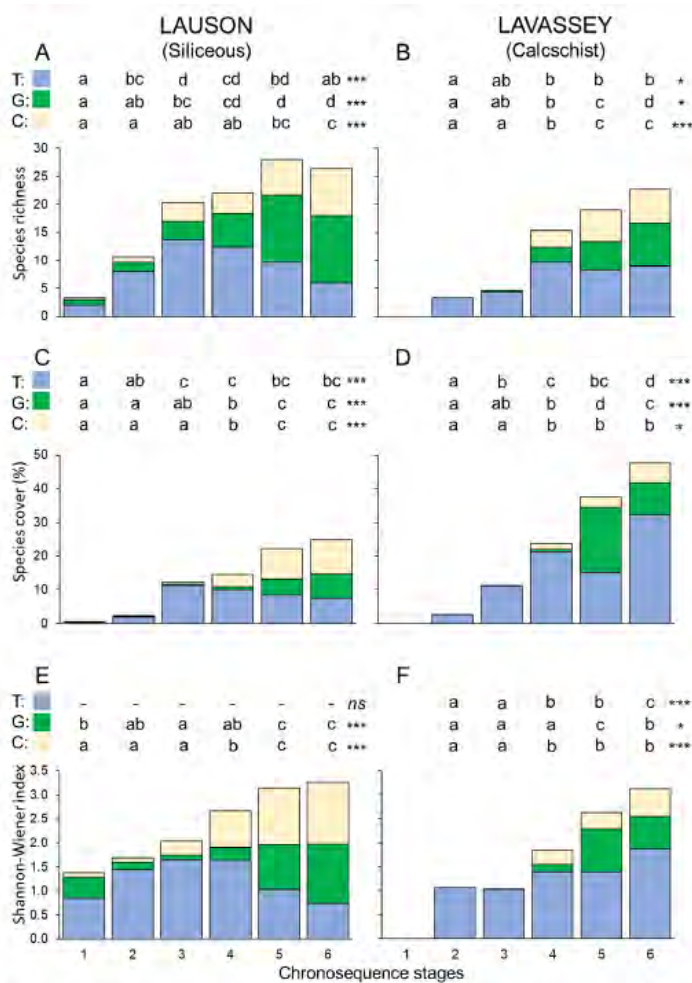 LAUSON LAVASSEY
(Siliceous) (Calcschist)
A B
T: a bc d cd bd ab *** a ab b b b *
G: a ab bc cd d d *** a ab b c d *
C: a a ab ab bc c *** a a b c c ***
30
25
20
15
10
5
0
Species richness
C D
T: a ab c c bc bc *** a b c bc d ***
G: a a ab b c c *** a ab b d c ***
C: a a a b c c *** a a b b b *
50
40
30
20
10
0
Species cover (%)
E F
T: - - - - - - ns a a b b c ***
G: b ab a ab c c *** a a a c b *
C: a a a b c c *** a a b b b ***
3.5
3.0
2.5
2.0
1.5
1.0
0.5
0.0
Shannon-Wiener index
1 2 3 4 5 6 1 2 3 4 5 6
Chronosequence stages